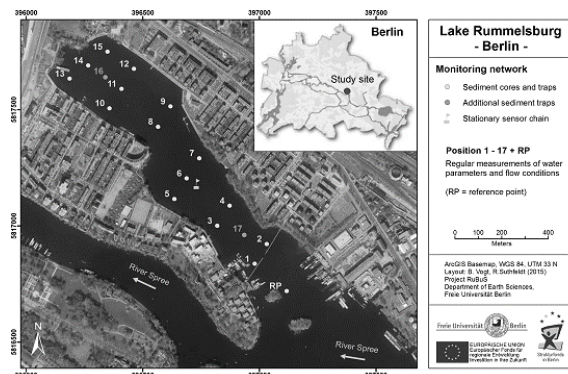 396000 396500 397000 397500
5817500
5817000
5816500
Berlin
Study site
15
14
16
12
13
11
10
9
8
7
6
5
4
3
17
2
1
RP
River Spree
River Spree
N
Lake Rummelsburg
- Berlin -
Monitoring network
Sediment cores and traps
Additional sediment traps
Stationary sensor chain
Position 1 - 17 + RP
Regular measurements of water
parameters and flow conditions
(RP = reference point)
0 200 400
Meters
ArcGIS Basemap, WGS 84, UTM 33 N
Layout: B. Vogt, R.Suthfeldt (2015)
Project RuBuS
Department of Earth Sciences,
Freie Universität Berlin
Freie Universität Berlin
EUROPÄISCHE UNION
Europäischer Fonds für
regionale Entwicklung
Investition in Ihre Zukunft!
Strukturfonds
in Berlin